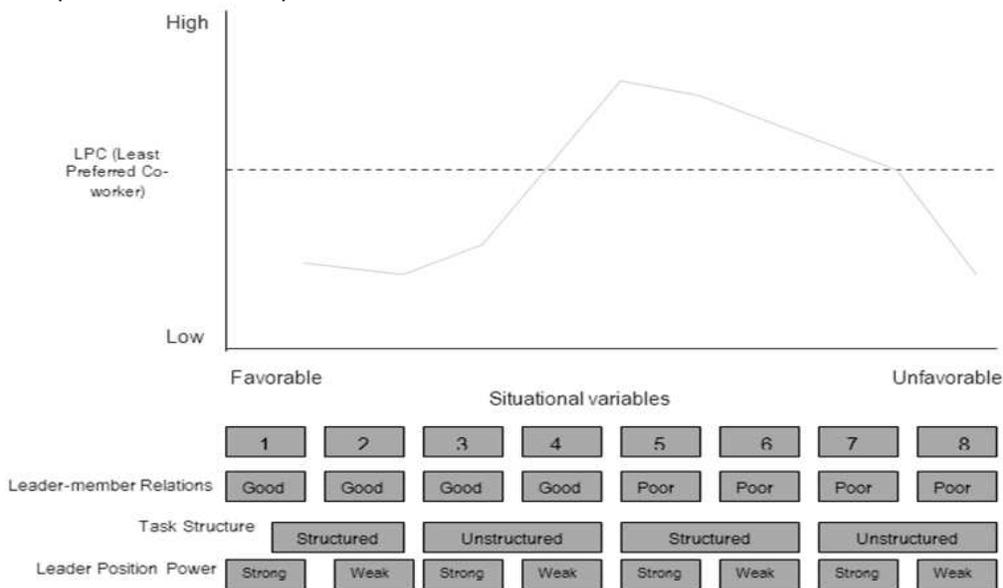 High
LPC (Least
Preferred Co-
worker)
Low
Favorable
Unfavorable
Situational variables
1 2 3 4 5 6 7 8
Leader-member Relations Good Good Good Good Poor Poor Poor Poor
Task Structure Structured Unstructured Structured Unstructured
Leader Position Power Strong Weak Strong Weak Strong Weak Strong Weak